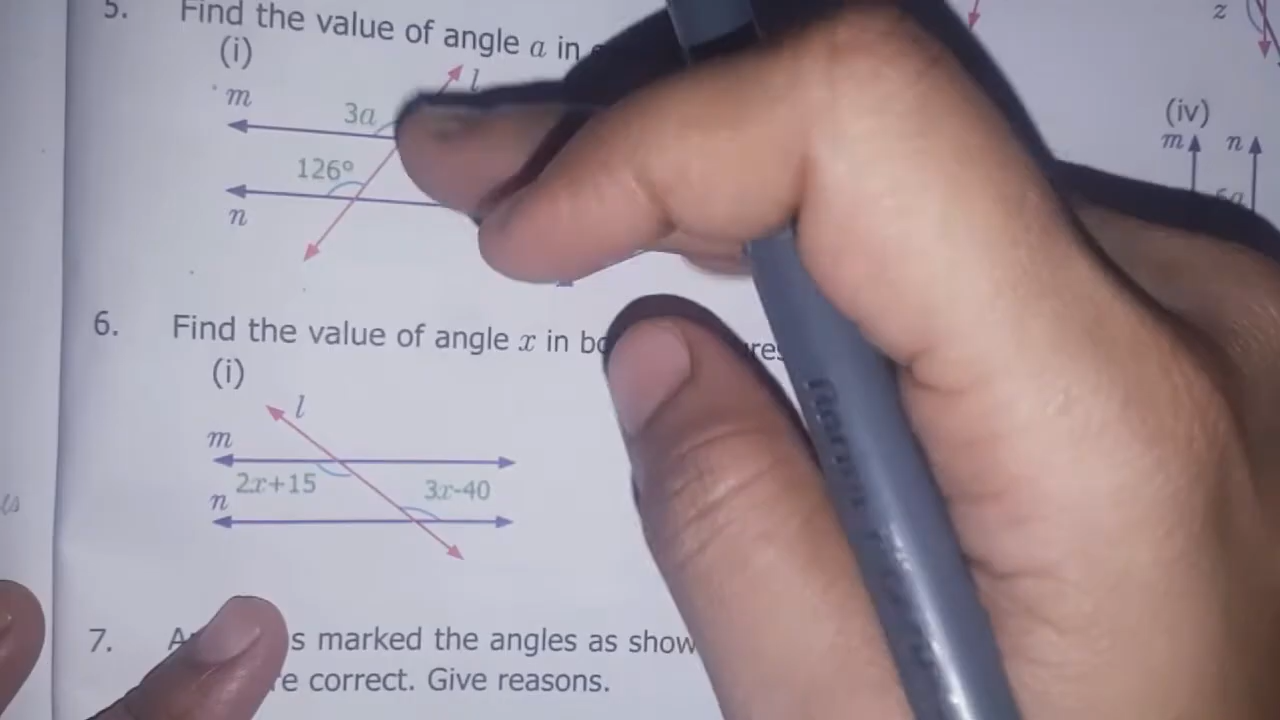 5. Find the value of angle a in
(i)
l
m
3a
126°
n
z
(iv)
m n
6. Find the value of angle x in
(i)
l
m
2x+15
3x-40
n
7. s marked the angles as show
correct. Give reasons.